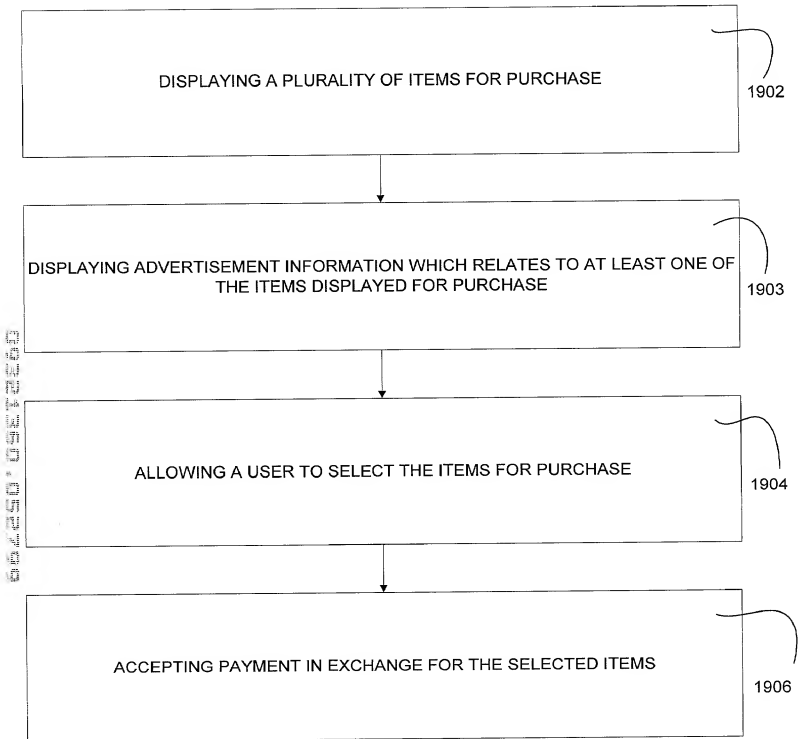 DISPLAYING A PLURALITY OF ITEMS FOR PURCHASE
1902
DISPLAYING ADVERTISEMENT INFORMATION WHICH RELATES TO AT LEAST ONE OF
THE ITEMS DISPLAYED FOR PURCHASE
1903
ALLOWING A USER TO SELECT THE ITEMS FOR PURCHASE
1904
ACCEPTING PAYMENT IN EXCHANGE FOR THE SELECTED ITEMS
1906